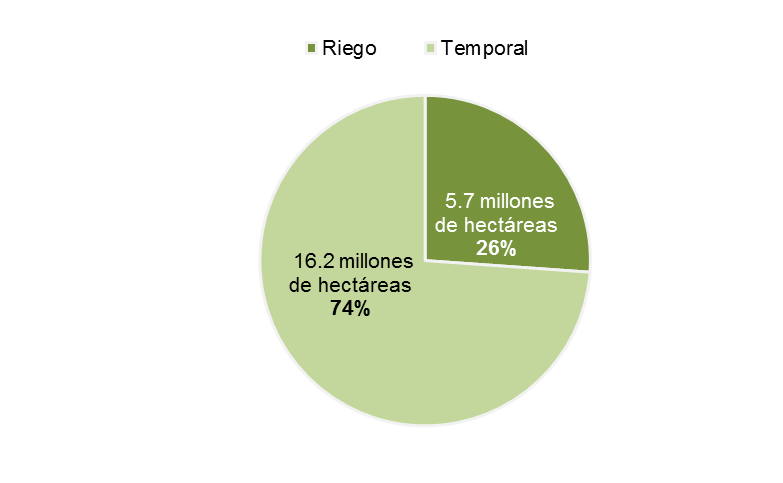 Riego Temporal
5.7 millones
de hectáreas
26%
16.2 millones
de hectáreas
74%